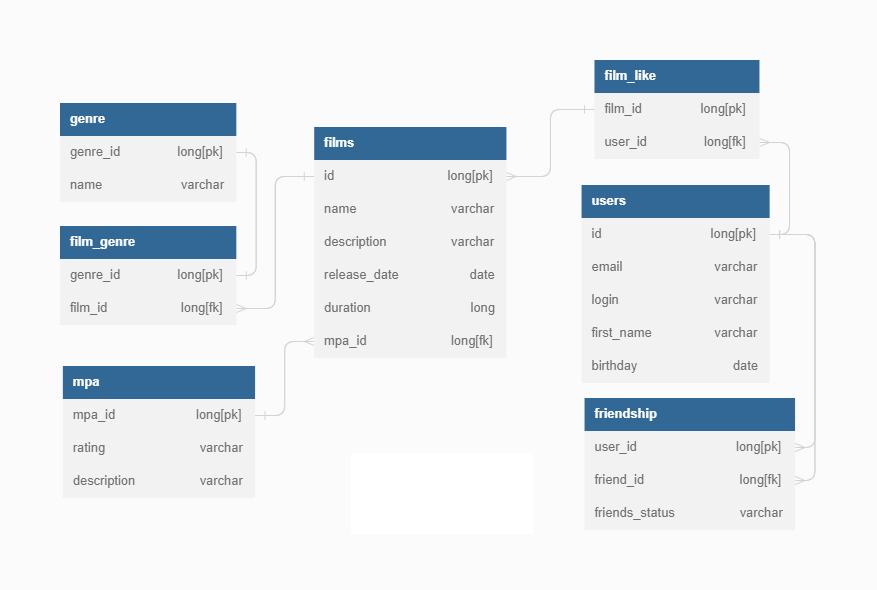 genre
genre_id long[pk]
name varchar
film_genre
genre_id long[pk]
film_id long[fk]
mpa
mpa_id long[pk]
rating varchar
description varchar
films
id long[pk]
name varchar
description varchar
release_date date
duration long
mpa_id long[fk]
film_like
film_id long[pk]
user_id long[fk]
users
id long[pk]
email varchar
login varchar
first_name varchar
birthday date
friendship
user_id long[pk]
friend_id long[fk]
friends_status varchar